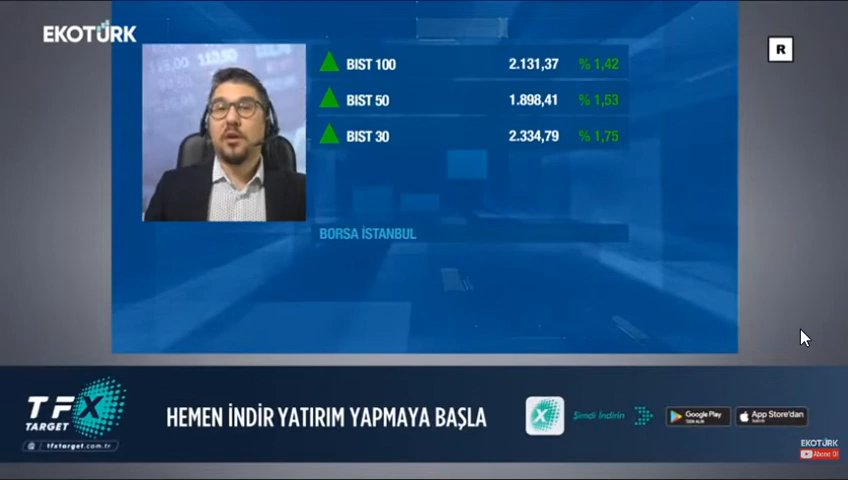 EKOTÜRK
R
BIST 100 2.131,37 % 1,42
BIST 50 1.898,41 % 1,53
BIST 30 2.334,79 % 1,75
BORSA İSTANBUL
TFX
TARGET
tfxtarget.com.tr
HEMEN İNDİR YATIRIM YAPMAYA BAŞLA
Şimdi İndirin
Google Play
App Store'dan
EKOTÜRK
Abone Ol